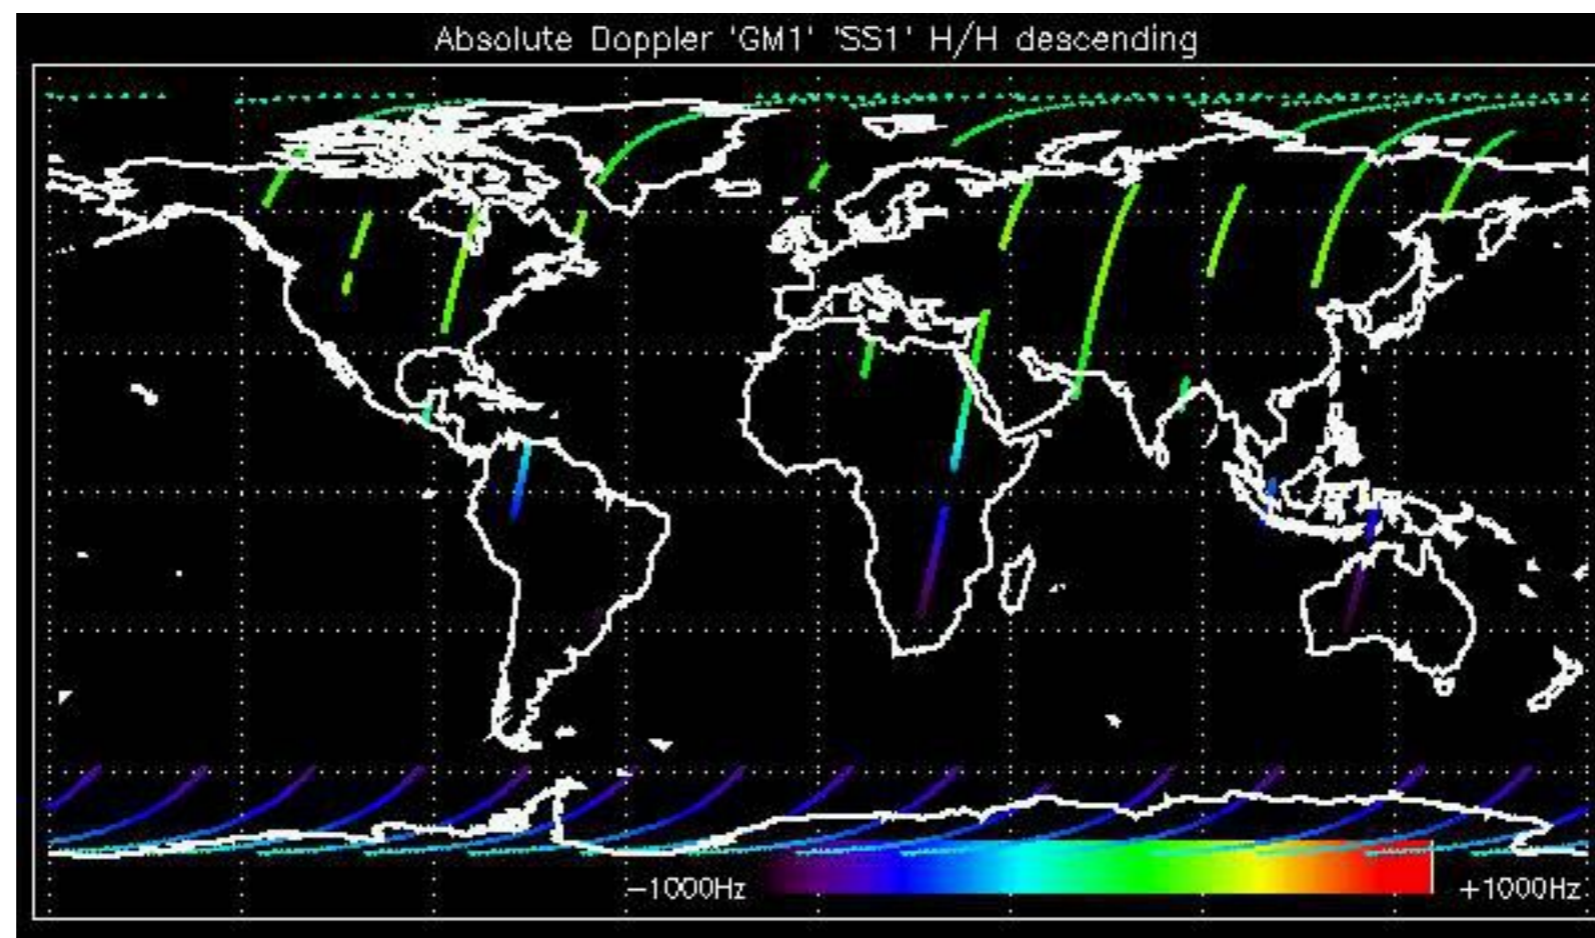 Absolute Doppler 'GM1' 'SS1' H/H descending
−1000Hz
+1000Hz